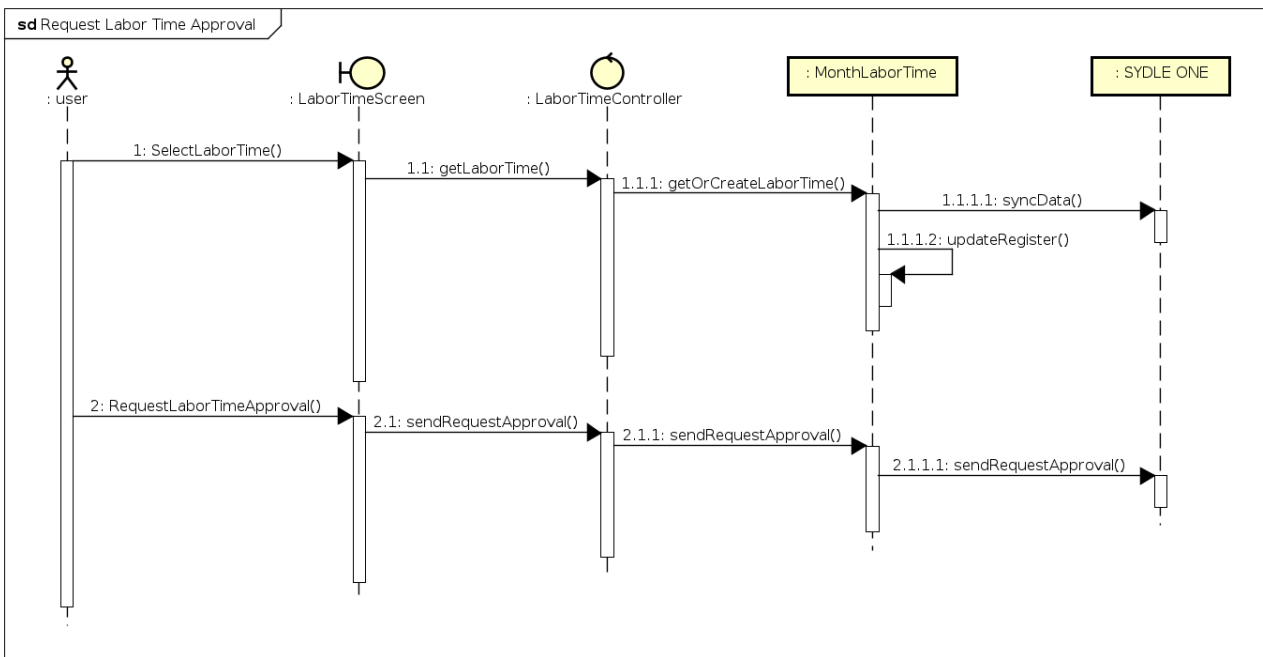 sd Request Labor Time Approval
: user
: LaborTimeScreen
: LaborTimeController
: MonthLaborTime
: SYDLE ONE
1: SelectLaborTime()
1.1: getLaborTime()
1.1.1: getOrCreateLaborTime()
1.1.1.1: syncData()
1.1.1.2: updateRegister()
2: RequestLaborTimeApproval()
2.1: sendRequestApproval()
2.1.1: sendRequestApproval()
2.1.1.1: sendRequestApproval()